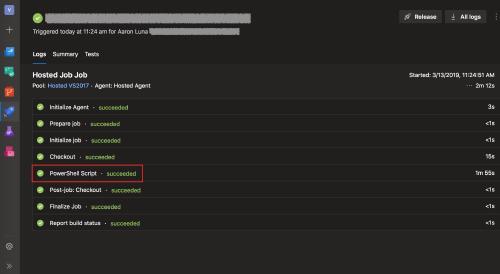 V
Triggered today at 11:24 am for Aaron Luna
Release
All logs
Logs Summary Tests
Hosted Job Job
Started: 3/13/2019, 11:24:51 AM
Pool: Hosted VS2017 · Agent: Hosted Agent
··· 2m 12s
Initialize Agent · succeeded 3s
Prepare job · succeeded <1s
Initialize job · succeeded <1s
Checkout · succeeded 15s
PowerShell Script · succeeded 1m 55s
Post-job: Checkout · succeeded <1s
Finalize Job · succeeded <1s
Report build status · succeeded <1s